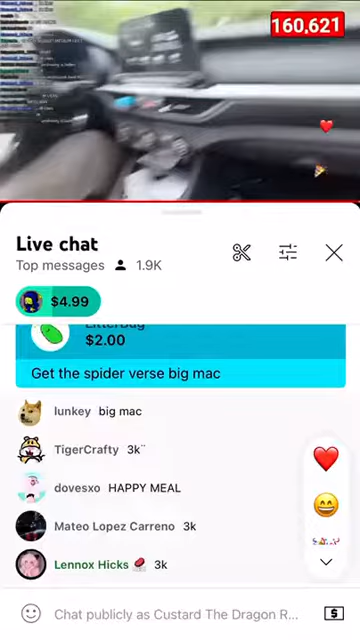 160,621
Live chat
Top messages 1.9K
$4.99
LitterBug
$2.00
Get the spider verse big mac
lunkey big mac
TigerCrafty 3k¨
dovesxo HAPPY MEAL
Mateo Lopez Carreno 3k
Lennox Hicks 3k
Chat publicly as Custard The Dragon R...
$